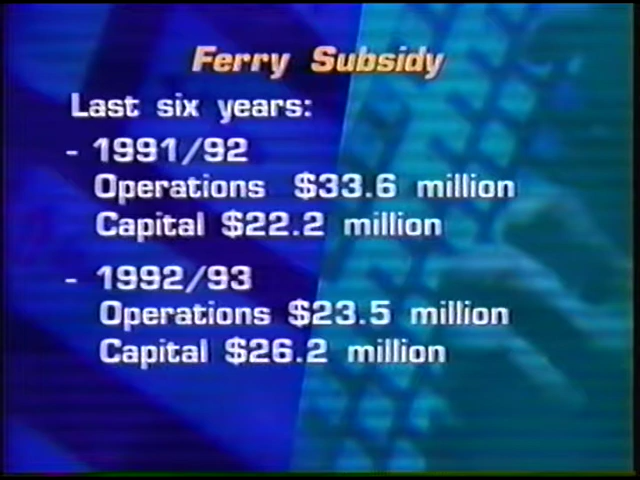 Ferry Subsidy
Last six years:
- 1991/92
Operations $33.6 million
Capital $22.2 million
- 1992/93
Operations $23.5 million
Capital $26.2 million